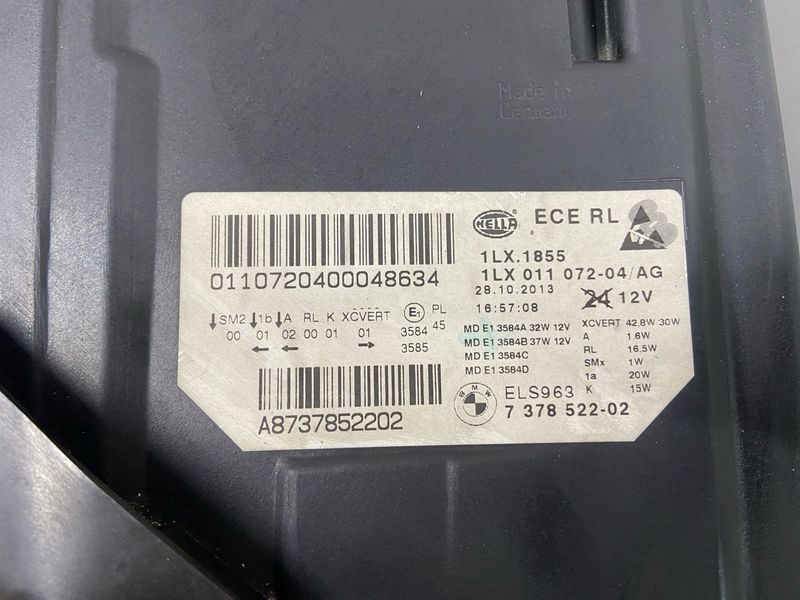 Made in
Germany
HELLA
ECE RL
0110720400048634
1LX.1855
1LX 011 072-04/AG
28.10.2013
16:57:08
24 12V
SM2 1b A RL K XCVERT E1 PL
00 01 02 00 01 01 3584 45
3585
MD E1 3584A 32W 12V
MD E1 3584B 37W 12V
MD E1 3584C
MD E1 3584D
XCVERT 42,8W 30W
A 1,6W
RL 16,5W
SMx 1W
1a 20W
K 15W
A8737852202
BMW
ELS963
7 378 522-02